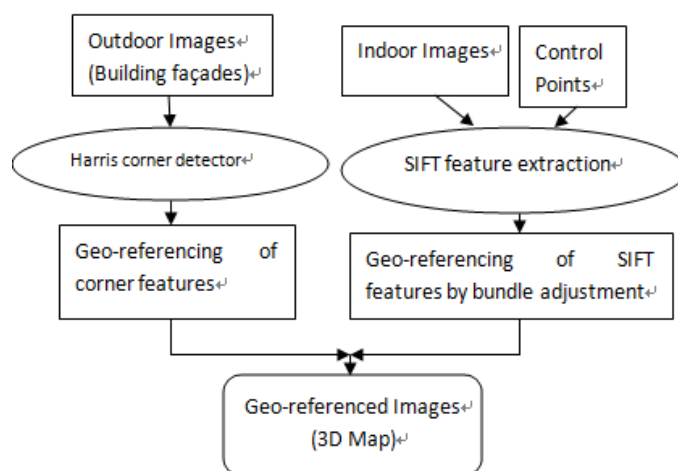 Outdoor Images↵
(Building façades)↵
Indoor Images↵
Control
Points↵
Harris corner detector↵
SIFT feature extraction↵
Geo-referencing of
corner features↵
Geo-referencing of SIFT
features by bundle adjustment↵
Geo-referenced Images↵
(3D Map)↵